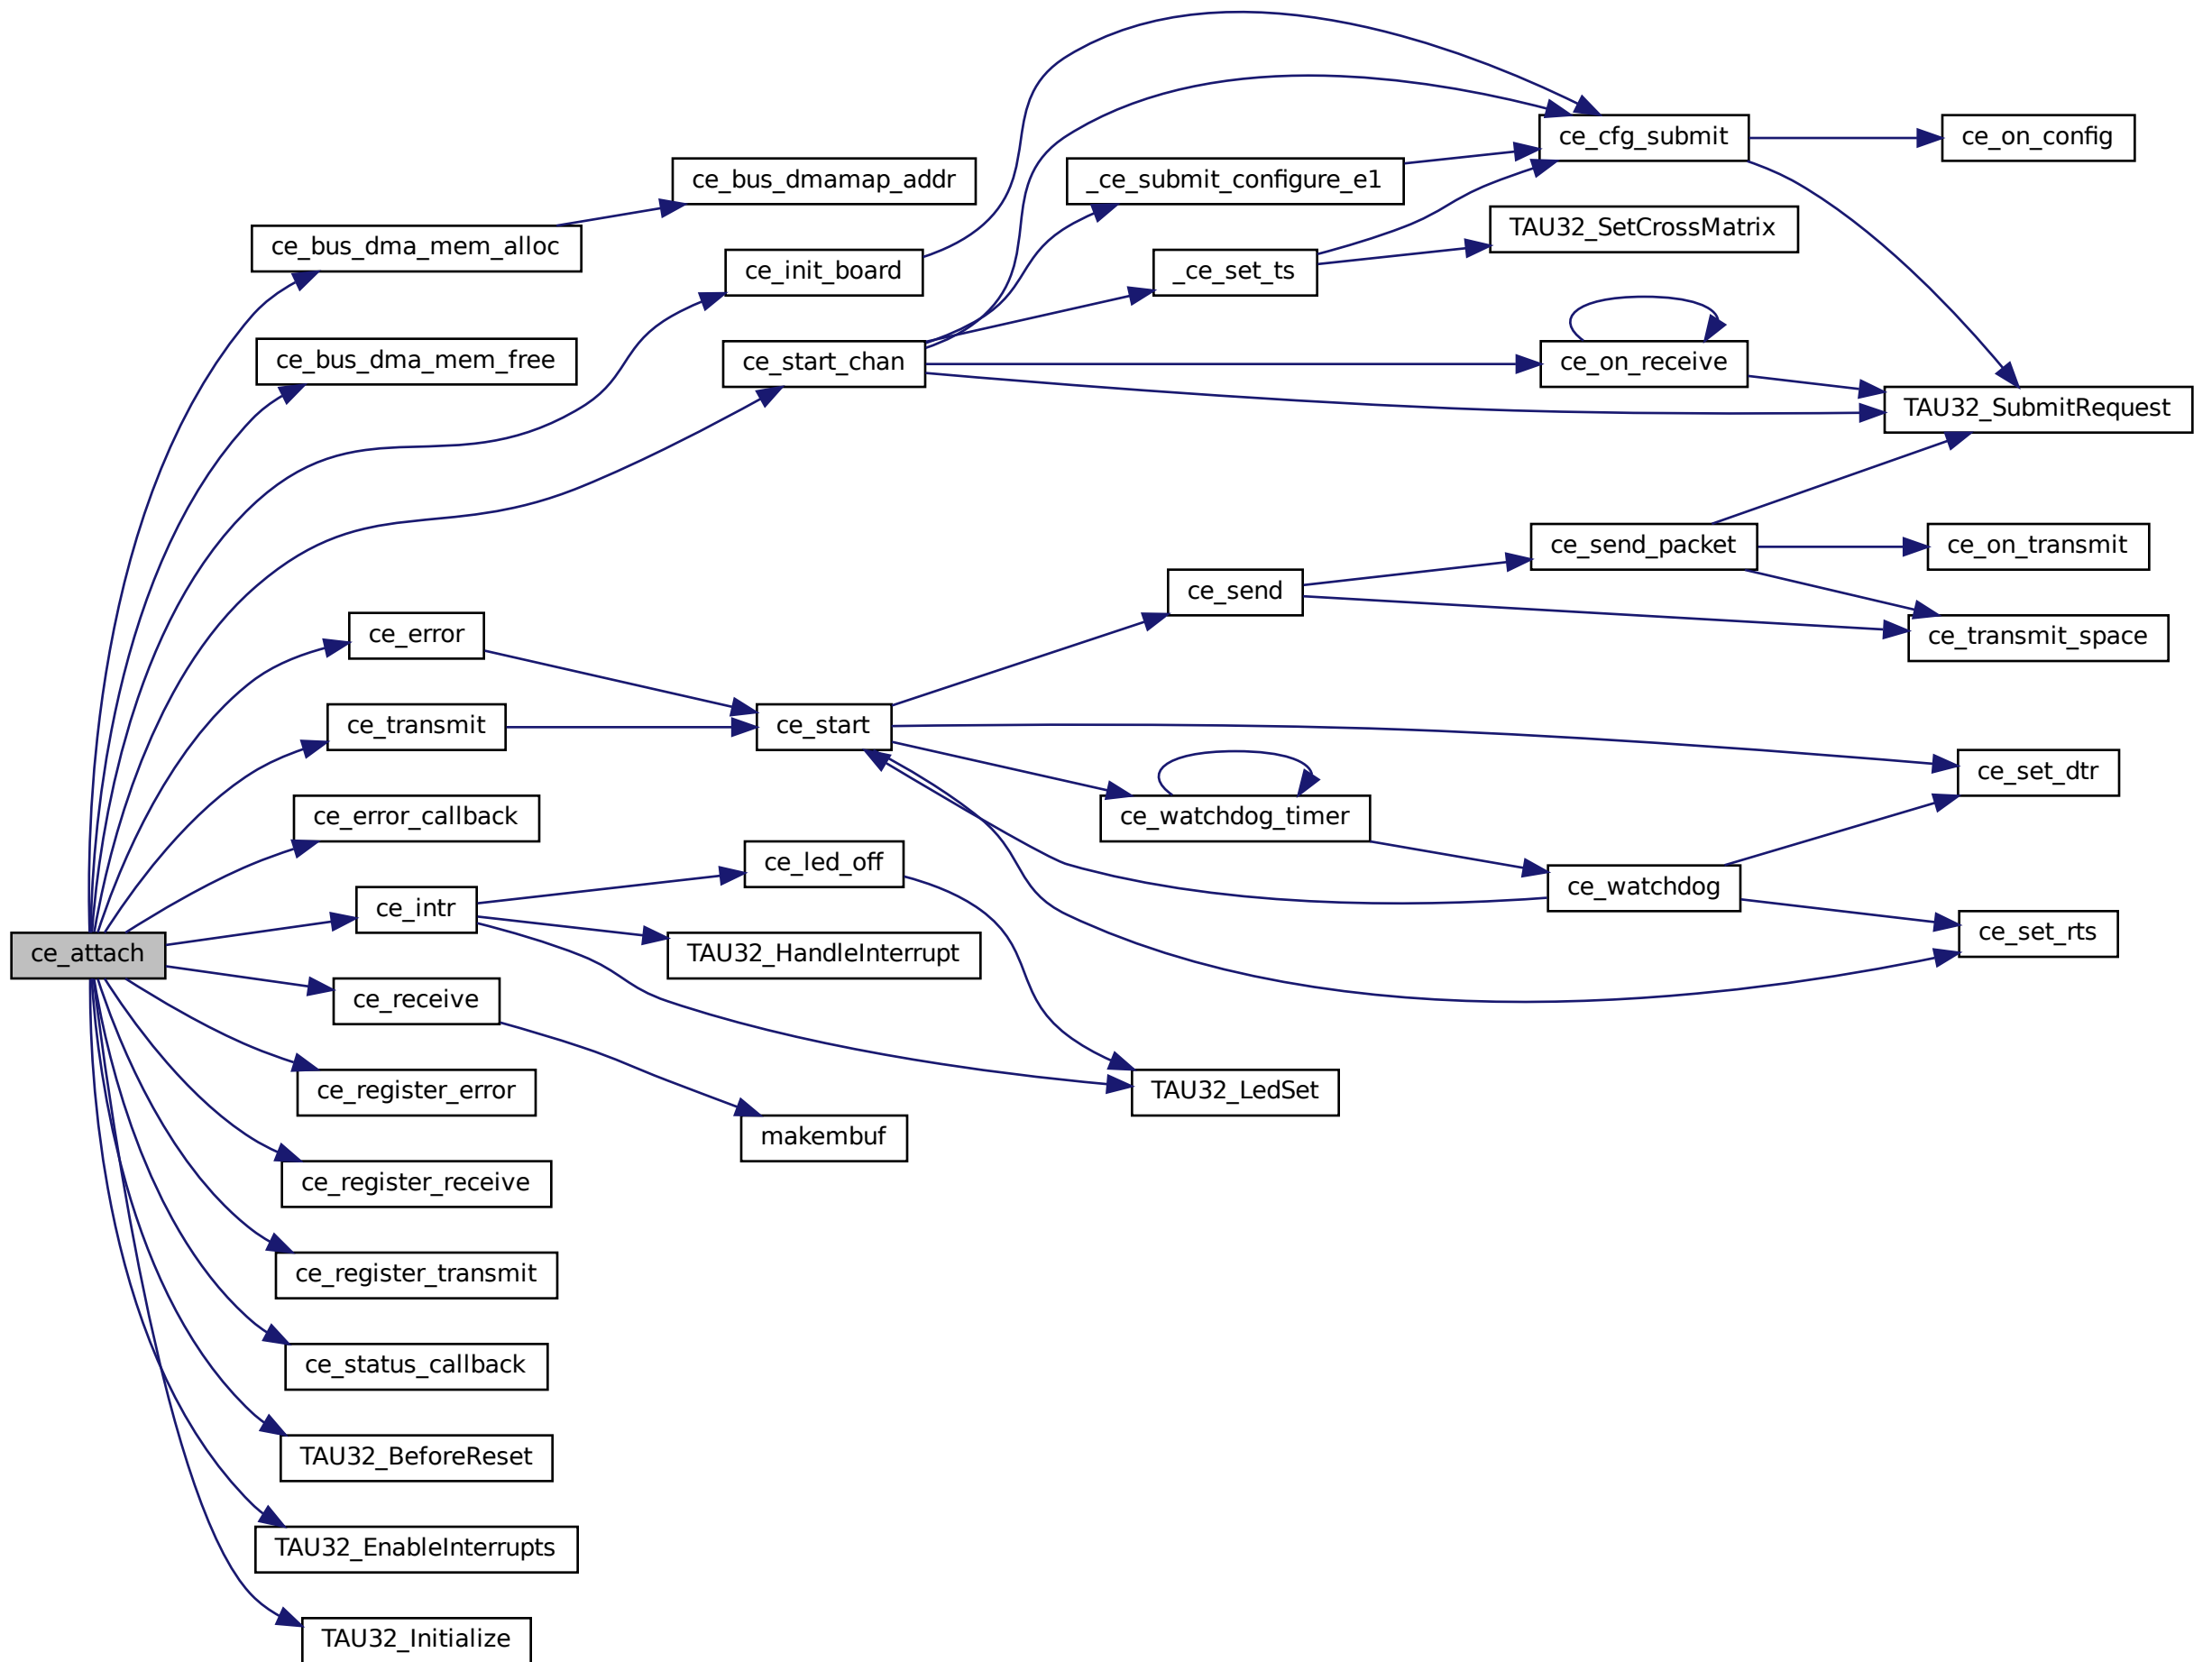 ce_attach
ce_bus_dma_mem_alloc
ce_bus_dmamap_addr
ce_bus_dma_mem_free
ce_init_board
ce_start_chan
ce_cfg_submit
ce_on_config
_ce_submit_configure_e1
_ce_set_ts
TAU32_SetCrossMatrix
ce_on_receive
TAU32_SubmitRequest
ce_error
ce_transmit
ce_start
ce_send
ce_send_packet
ce_on_transmit
ce_transmit_space
ce_set_dtr
ce_watchdog_timer
ce_watchdog
ce_set_rts
ce_error_callback
ce_intr
ce_led_off
TAU32_HandleInterrupt
TAU32_LedSet
ce_receive
makembuf
ce_register_error
ce_register_receive
ce_register_transmit
ce_status_callback
TAU32_BeforeReset
TAU32_EnableInterrupts
TAU32_Initialize